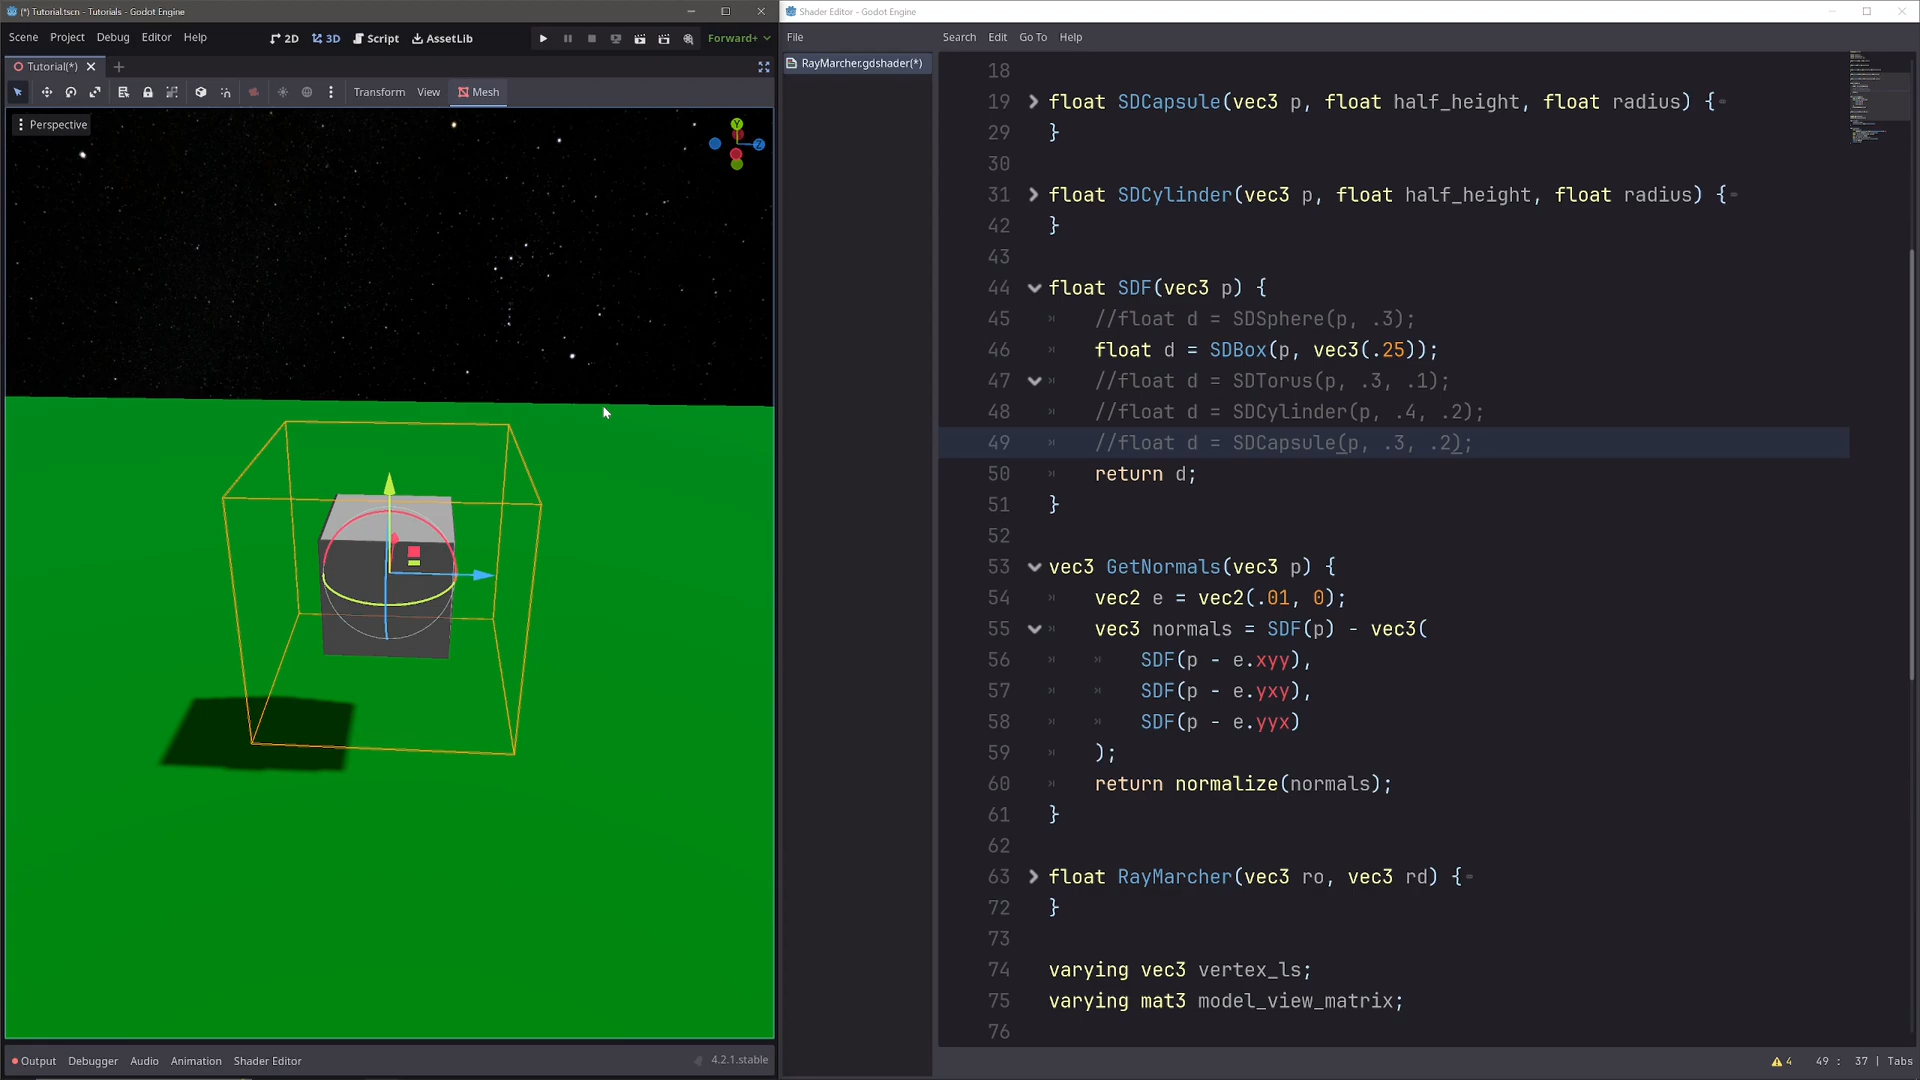 (*) Tutorial.tscn - Tutorials - Godot Engine
Shader Editor - Godot Engine
Scene Project Debug Editor Help
2D 3D Script AssetLib
Forward+
File
Search Edit Go To Help
Tutorial(*)
RayMarcher.gdshader(*)
Transform View Mesh
Perspective
Y
Z
18
19 float SDCapsule(vec3 p, float half_height, float radius) {
29 }
30
31 float SDCylinder(vec3 p, float half_height, float radius) {
42 }
43
44 float SDF(vec3 p) {
45 //float d = SDSphere(p, .3);
46 float d = SDBox(p, vec3(.25));
47 //float d = SDTorus(p, .3, .1);
48 //float d = SDCylinder(p, .4, .2);
49 //float d = SDCapsule(p, .3, .2);
50 return d;
51 }
52
53 vec3 GetNormals(vec3 p) {
54 vec2 e = vec2(.01, 0);
55 vec3 normals = SDF(p) - vec3(
56 SDF(p - e.xyy),
57 SDF(p - e.yxy),
58 SDF(p - e.yyx)
59 );
60 return normalize(normals);
61 }
62
63 float RayMarcher(vec3 ro, vec3 rd) {
72 }
73
74 varying vec3 vertex_ls;
75 varying mat3 model_view_matrix;
76
Output Debugger Audio Animation Shader Editor
4.2.1.stable
4 49 : 37 | Tabs